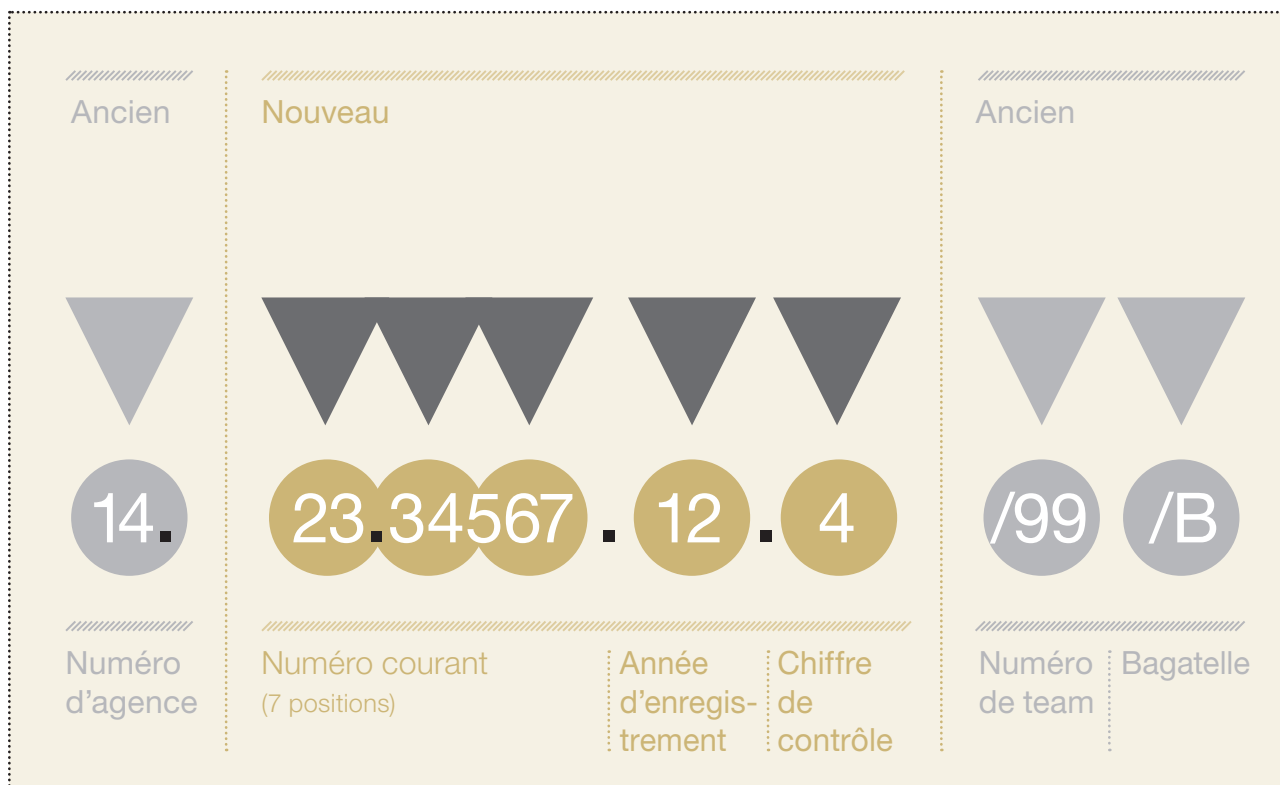 Ancien
Nouveau
Ancien
14. 23.34567 . 12 . 4 /99 /B
Numéro
d’agence
Numéro courant
(7 positions)
Année
d’enregis-
trement
Chiffre
de
contrôle
Numéro
de team
Bagatelle